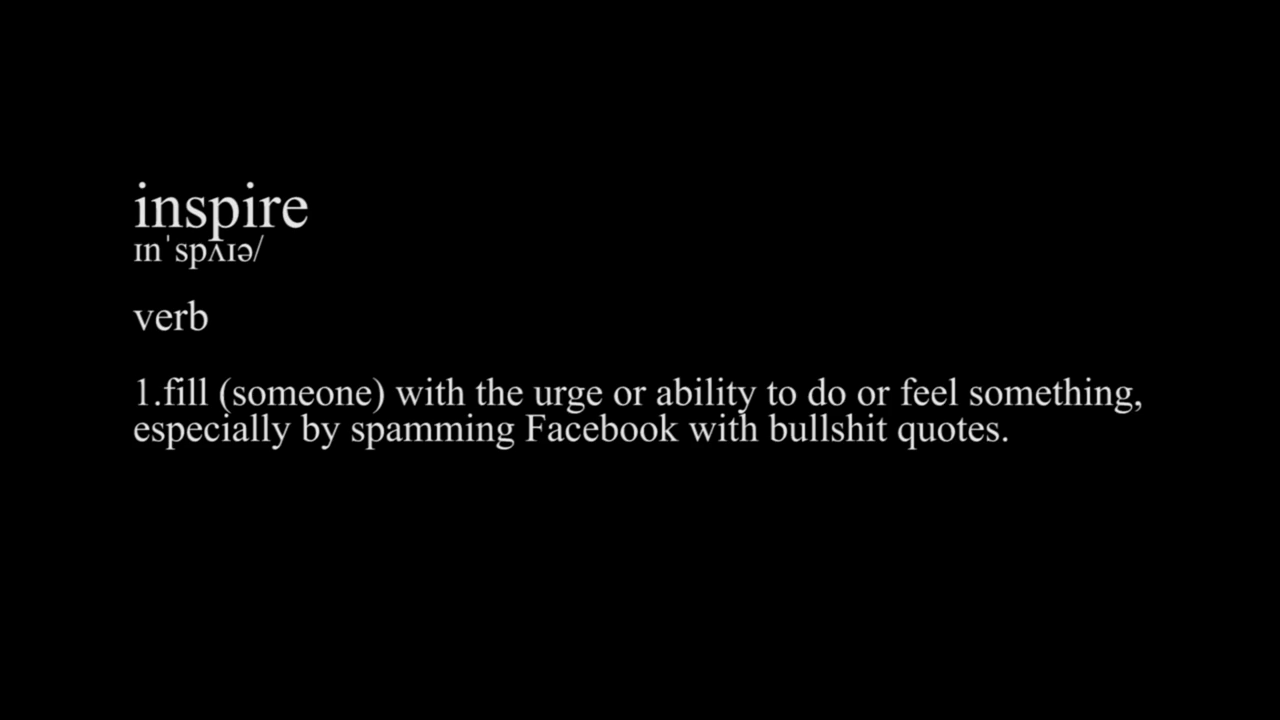 inspire
ɪnˈspʌɪə/
verb
1.fill (someone) with the urge or ability to do or feel something,
especially by spamming Facebook with bullshit quotes.